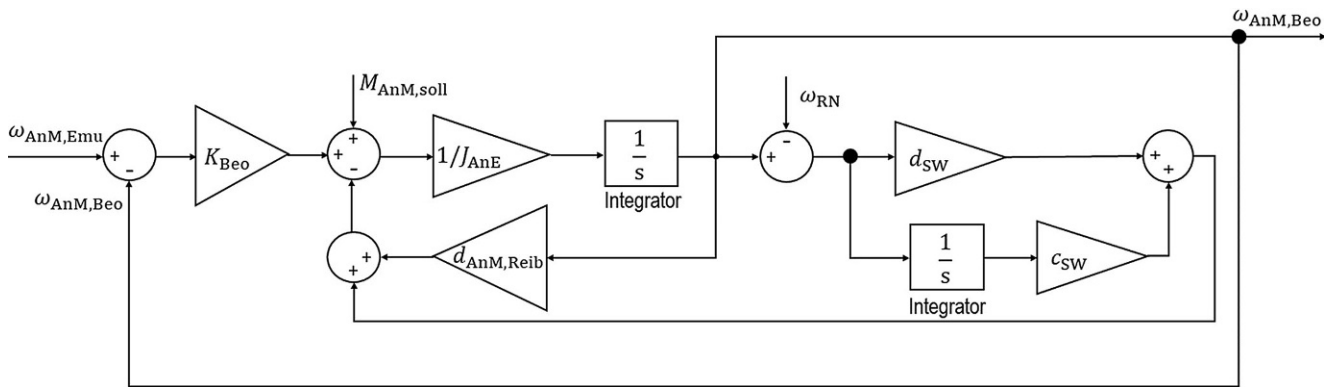 ω_AnM,Beo
M_AnM,soll
ω_RN
ω_AnM,Emu
+
-
K_Beo
+
+
-
1/J_AnE
1
s
Integrator
+
-
d_SW
+
+
ω_AnM,Beo
+
+
d_AnM,Reib
1
s
Integrator
c_SW